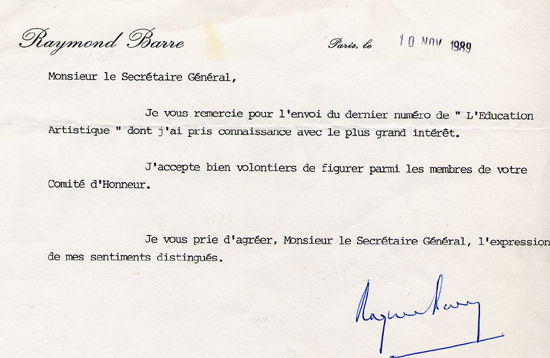 Raymond Barre
Paris, le 10 NOV 1989
Monsieur le Secrétaire Général,
Je vous remercie pour l'envoi du dernier numéro de " L'Education
Artistique " dont j'ai pris connaissance avec le plus grand intérêt.
J'accepte bien volontiers de figurer parmi les membres de votre
Comité d'Honneur.
Je vous prie d'agréer, Monsieur le Secrétaire Général, l'expression
de mes sentiments distingués.